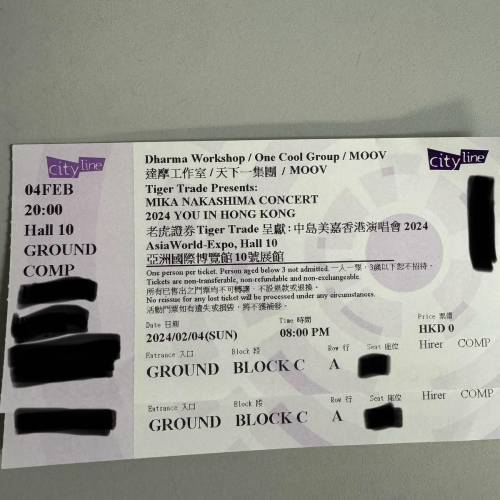 cityline
04FEB
20:00
Hall 10
GROUND
COMP
cityline
Dharma Workshop / One Cool Group / MOOV
達摩工作室 / 天下一集團 / MOOV
Tiger Trade Presents:
MIKA NAKASHIMA CONCERT
2024 YOU IN HONG KONG
老虎證券 Tiger Trade 呈獻 : 中島美嘉香港演唱會 2024
AsiaWorld-Expo, Hall 10
亞洲國際博覽館 10號展館
One person per ticket. Person aged below 3 not admitted. 一人一票，3歲以下恕不招待。
Tickets are non-transferable, non-refundable and non-exchangeable.
所有已售出之門票均不可轉讓、不設退款或退換。
No reissue for any lost ticket will be processed under any circumstances.
活動門票如有遺失或損毀，將不獲補發。
Date 日期 Time 時間 Price 票價
2024/02/04(SUN) 08:00 PM HKD 0
Entrance 入口 Block 段 Row 行 Seat 座位 Hirer COMP
GROUND BLOCK C A
Entrance 入口 Block 段 Row 行 Seat 座位 Hirer COMP
GROUND BLOCK C A